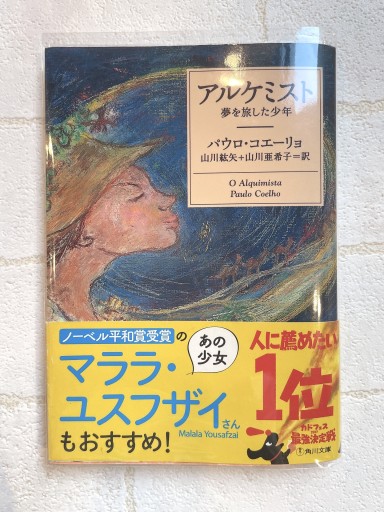 アルケミスト
夢を旅した少年
パウロ・コエーリョ
山川紘矢+山川亜希子=訳
O Alquimista
Paulo Coelho
ノーベル平和賞受賞の
あの少女
マララ・
ユスフザイさん
Malala Yousafzai
もおすすめ!
人に薦めたい
1位
カドフェス
最強決定戦
角川文庫